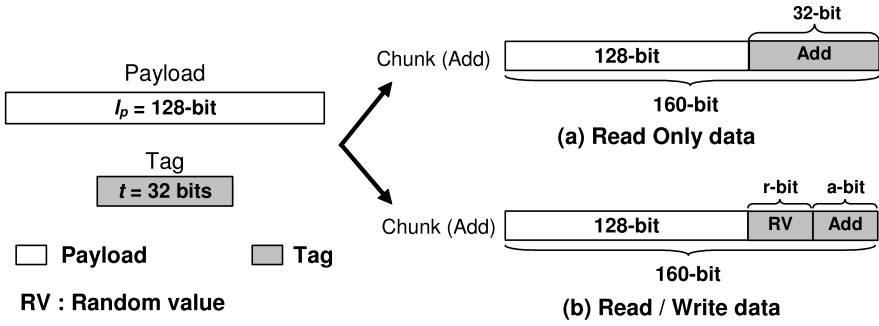 Payload
lp = 128-bit
Tag
t = 32 bits
Payload
Tag
RV : Random value
32-bit
Chunk (Add)
128-bit
Add
160-bit
(a) Read Only data
r-bit
a-bit
Chunk (Add)
128-bit
RV
Add
160-bit
(b) Read / Write data